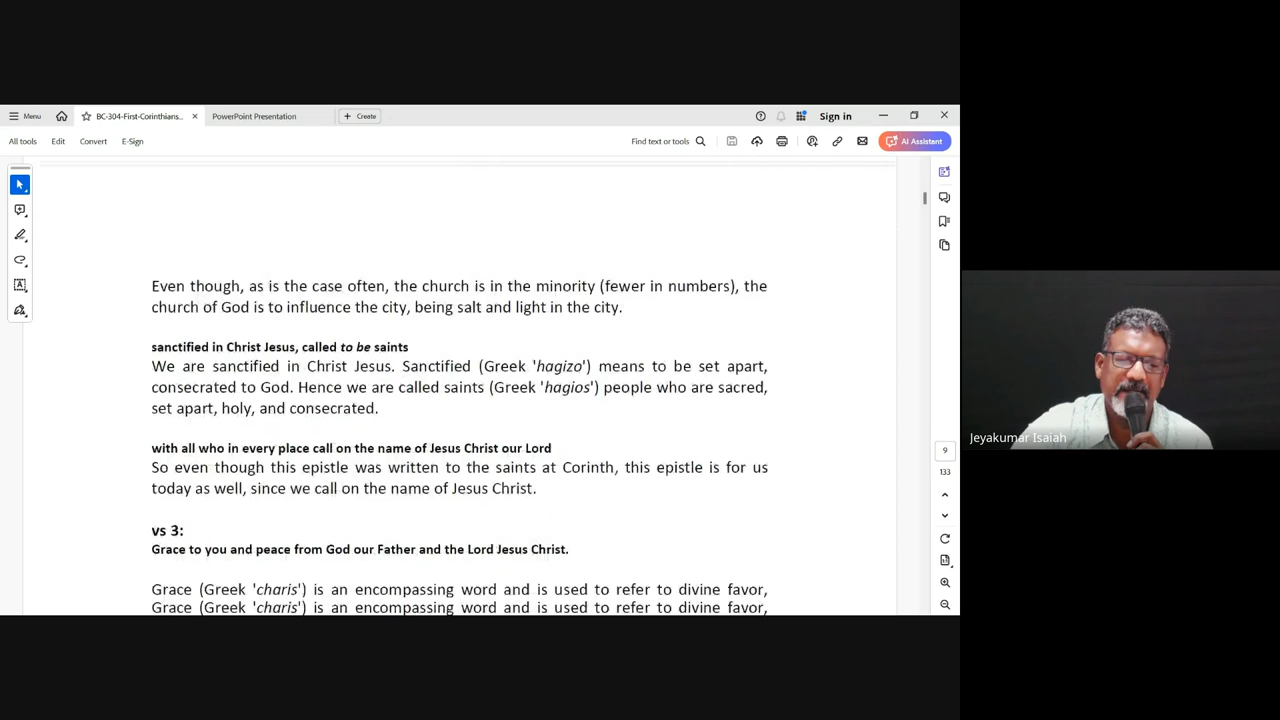 Menu
BC-304-First-Corinthians...
PowerPoint Presentation
Create
Sign in
All tools
Edit
Convert
E-Sign
Find text or tools
AI Assistant
Even though, as is the case often, the church is in the minority (fewer in numbers), the
church of God is to influence the city, being salt and light in the city.
sanctified in Christ Jesus, called to be saints
We are sanctified in Christ Jesus. Sanctified (Greek 'hagizo') means to be set apart,
consecrated to God. Hence we are called saints (Greek 'hagios') people who are sacred,
set apart, holy, and consecrated.
with all who in every place call on the name of Jesus Christ our Lord
So even though this epistle was written to the saints at Corinth, this epistle is for us
today as well, since we call on the name of Jesus Christ.
vs 3:
Grace to you and peace from God our Father and the Lord Jesus Christ.
Grace (Greek 'charis') is an encompassing word and is used to refer to divine favor,
Grace (Greek 'charis') is an encompassing word and is used to refer to divine favor,
9
133
Jeyakumar Isaiah